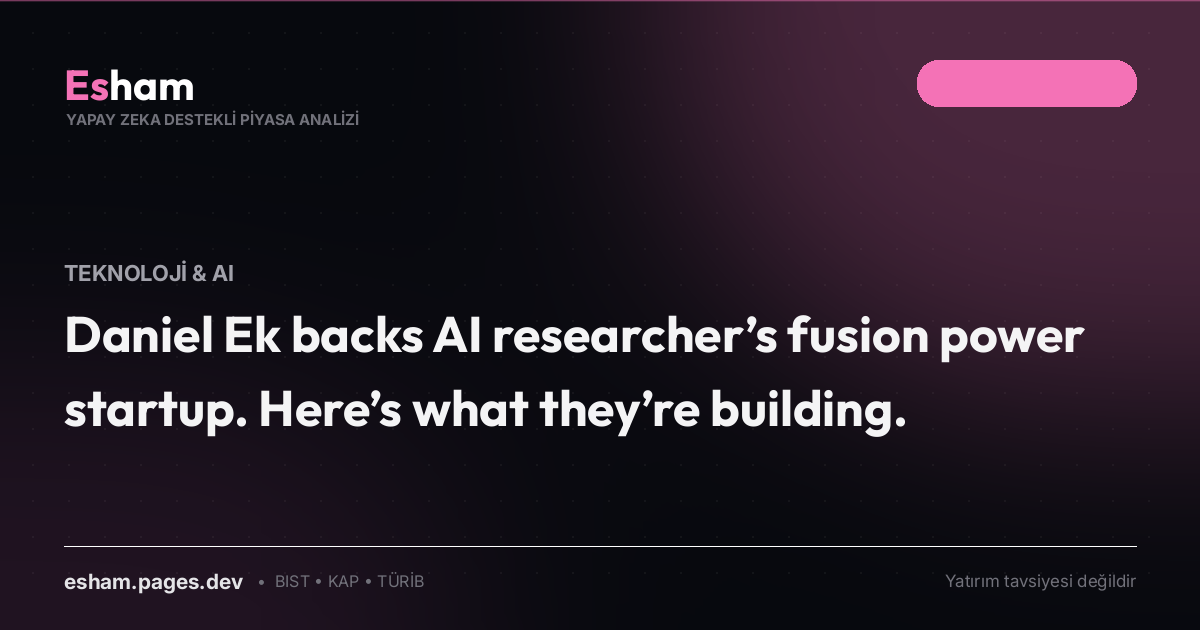 Esham
YAPAY ZEKA DESTEKLİ PİYASA ANALİZİ
TEKNOLOJİ & AI
Daniel Ek backs AI researcher’s fusion power
startup. Here’s what they’re building.
esham.pages.dev • BIST • KAP • TÜRİB
Yatırım tavsiyesi değildir